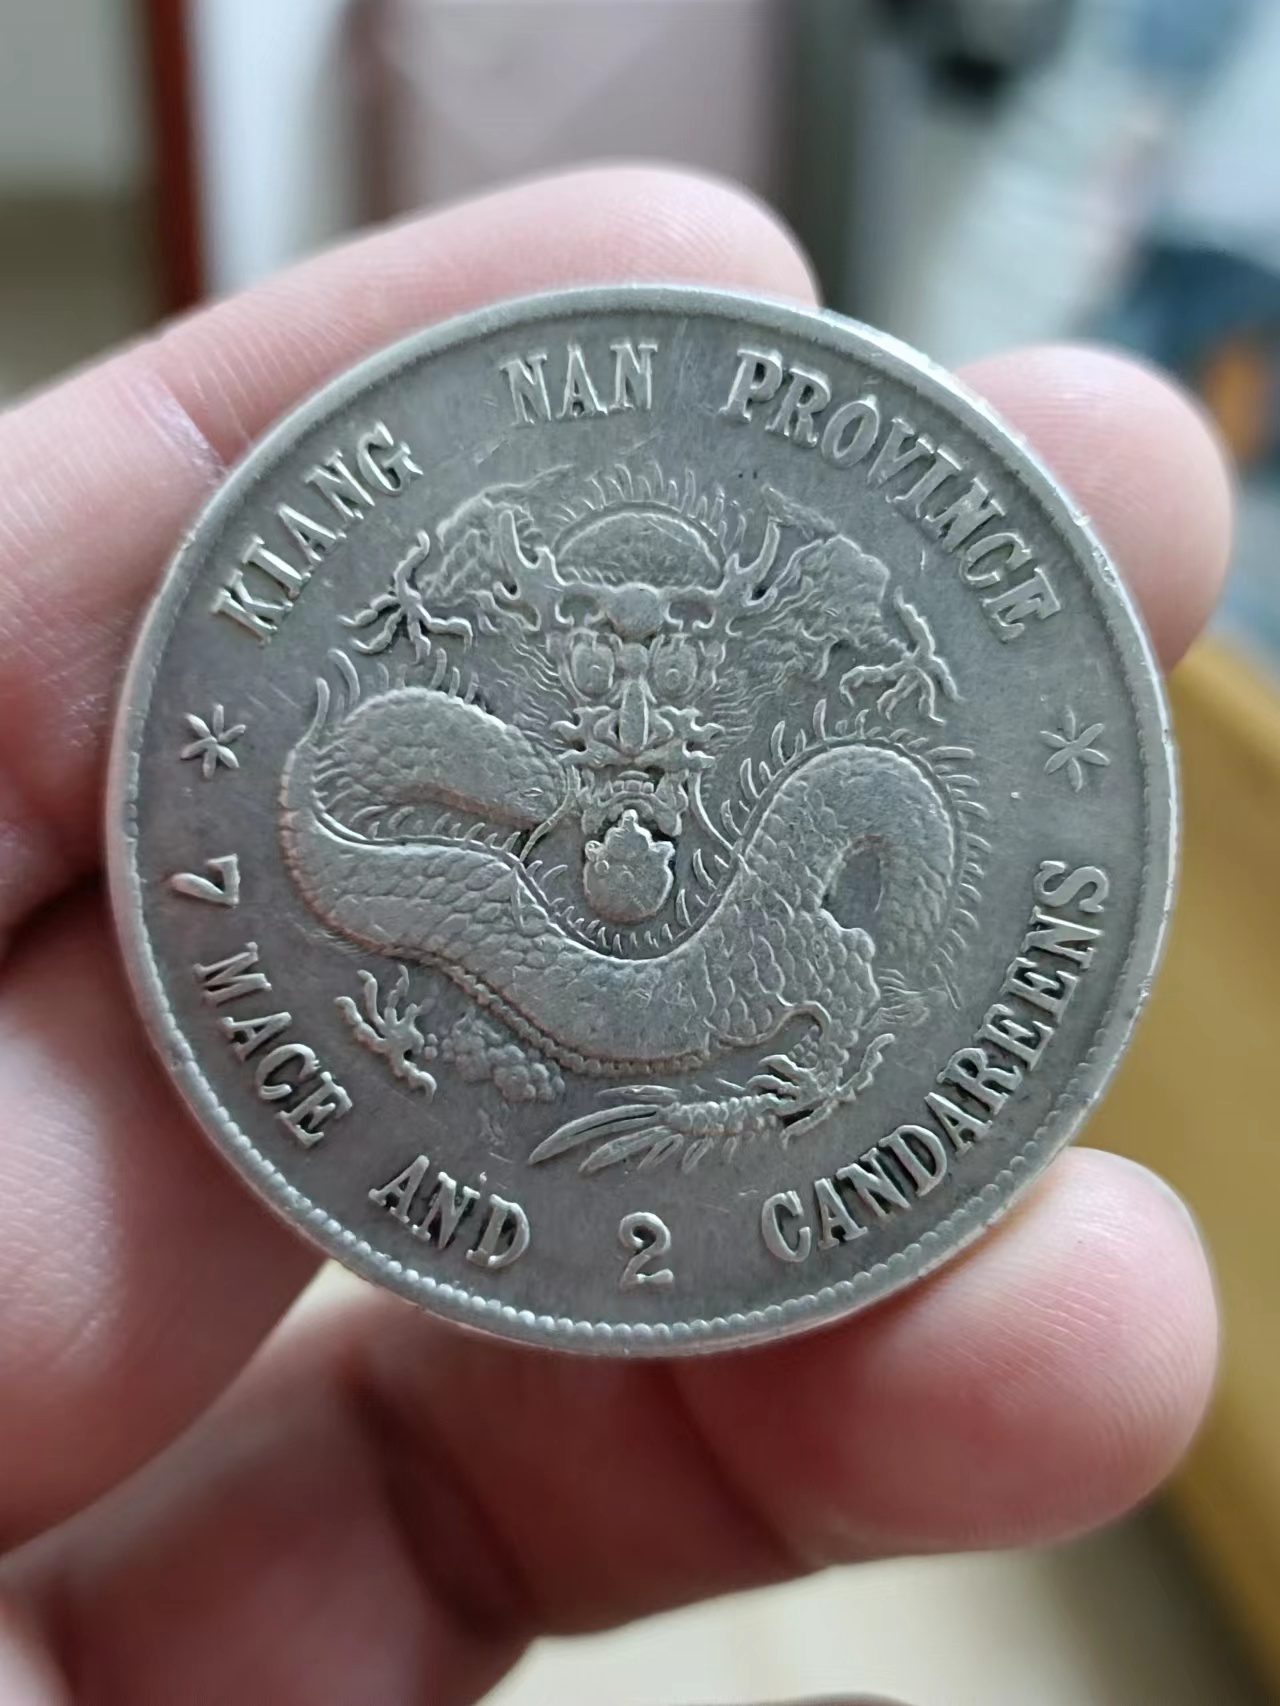 KIANG NAN PROVINCE
7 MACE AND 2 CANDAREENS